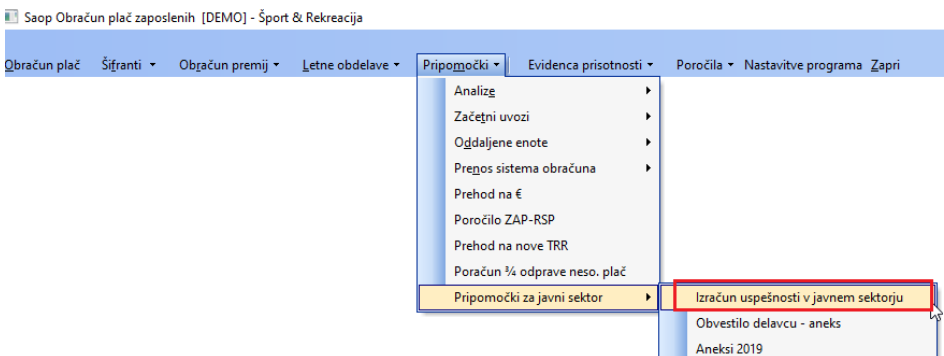 Saop Obračun plač zaposlenih [DEMO] - Šport & Rekreacija
Obračun plač Šifranti Obračun premij Letne obdelave Pripomočki Evidenca prisotnosti Poročila Nastavitve programa Zapri
Analize
Začetni uvozi
Oddaljene enote
Prenos sistema obračuna
Prehod na €
Poročilo ZAP-RSP
Prehod na nove TRR
Poračun ¾ odprave neso. plač
Pripomočki za javni sektor
Izračun uspešnosti v javnem sektorju
Obvestilo delavcu - aneks
Aneksi 2019